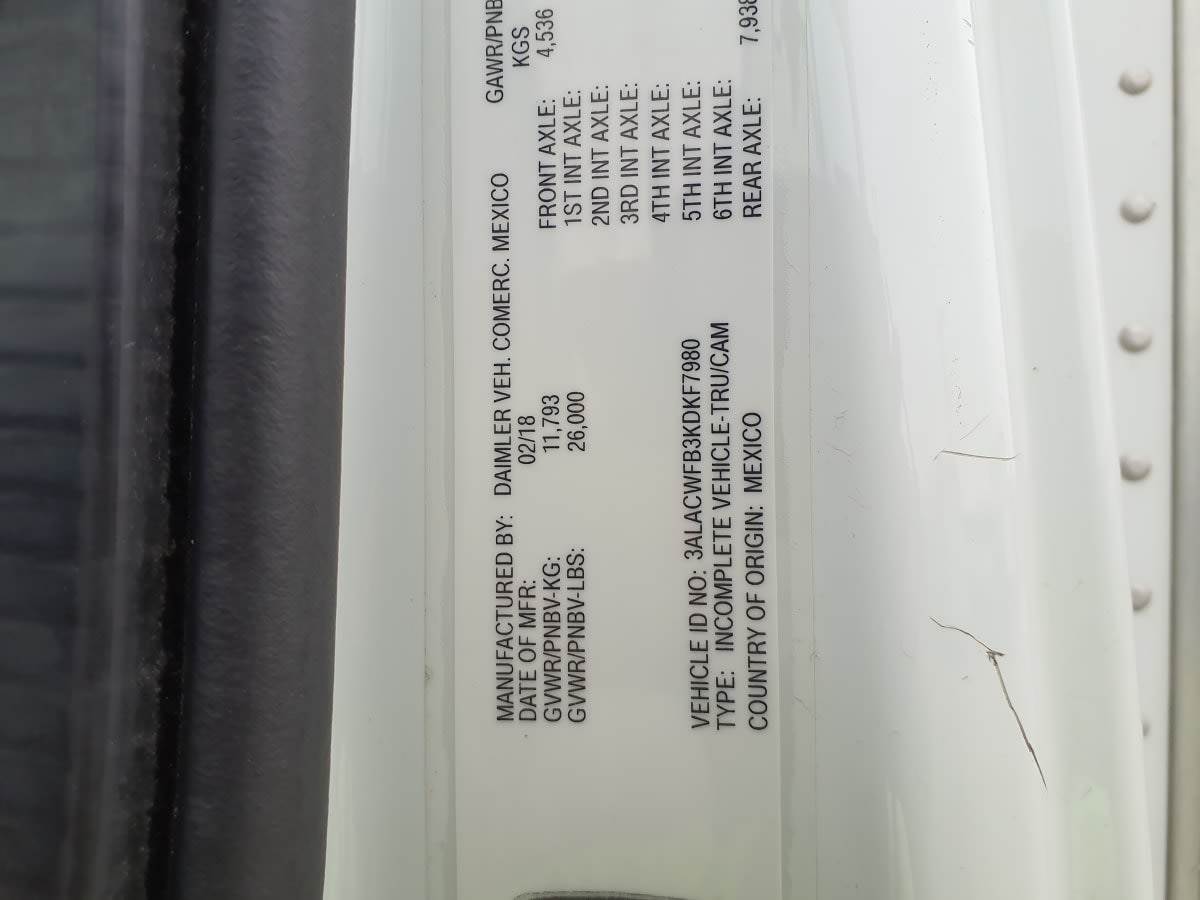 MANUFACTURED BY: DAIMLER VEH. COMERC. MEXICO GAWR/PNB
DATE OF MFR: 02/18 KGS
GVWR/PNBV-KG: 11,793 FRONT AXLE: 4,536
GVWR/PNBV-LBS: 26,000 1ST INT AXLE:
2ND INT AXLE:
3RD INT AXLE:
4TH INT AXLE:
VEHICLE ID NO: 3ALACWFB3KDKF7980 5TH INT AXLE:
TYPE: INCOMPLETE VEHICLE-TRU/CAM 6TH INT AXLE:
COUNTRY OF ORIGIN: MEXICO REAR AXLE: 7,938